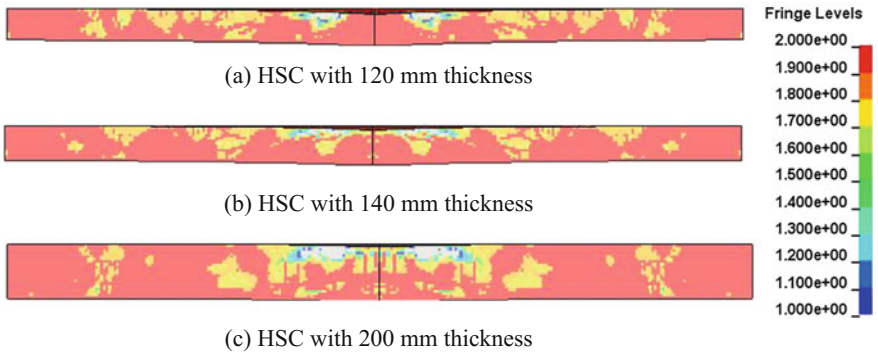 Fringe Levels
2.000e+00
1.900e+00
1.800e+00
1.700e+00
1.600e+00
1.500e+00
1.400e+00
1.300e+00
1.200e+00
1.100e+00
1.000e+00
(a) HSC with 120 mm thickness
(b) HSC with 140 mm thickness
(c) HSC with 200 mm thickness